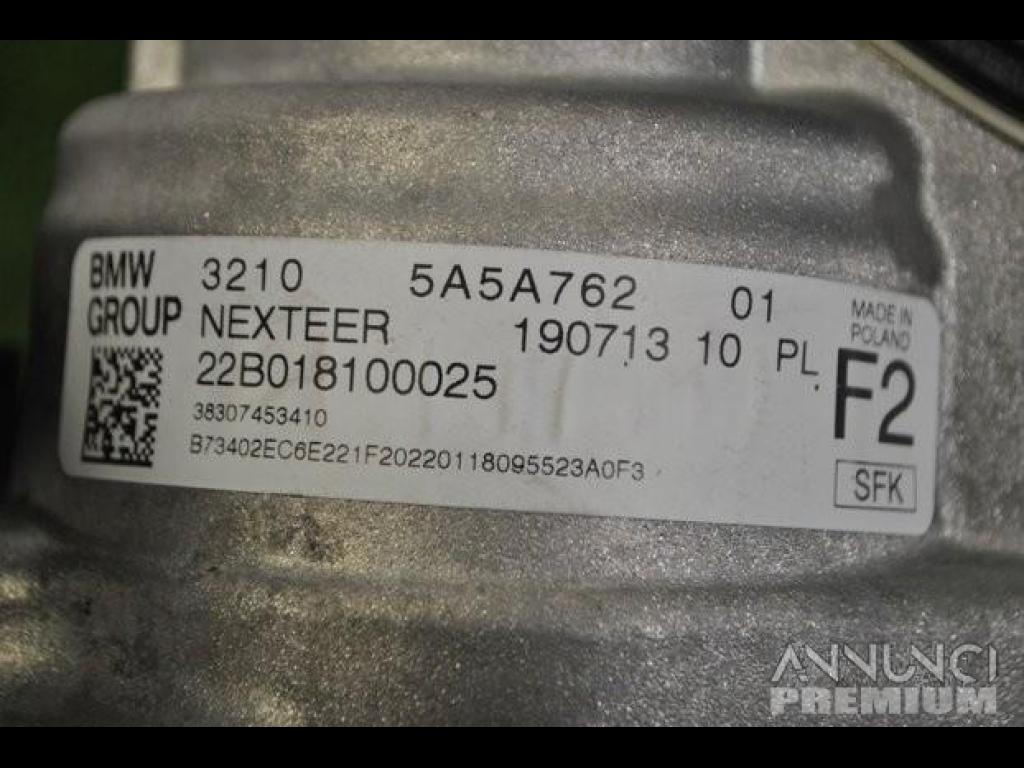 BMW GROUP
3210 5A5A762 01
NEXTEER 190713 10 PL
22B018100025
38307453410
B73402EC6E221F20220118095523A0F3
MADE IN
POLAND
F2
SFK
ANNUNCI
PREMIUM